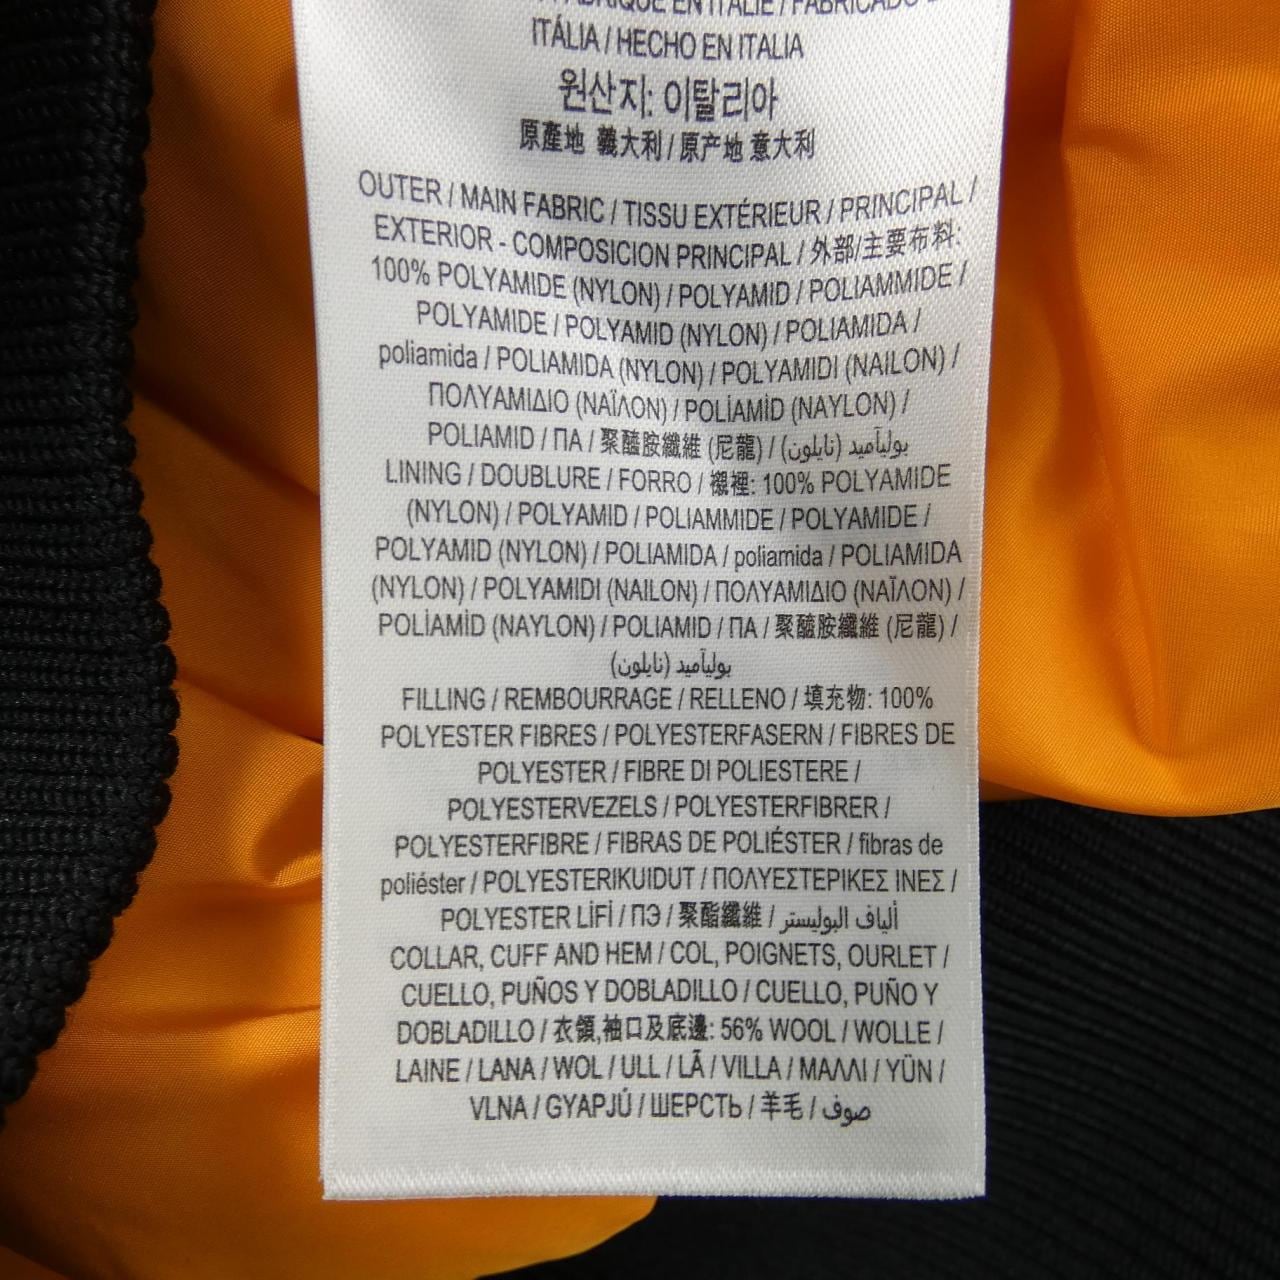 FABRIQUÉ EN ITALIE / FABRICADO
ITÁLIA / HECHO EN ITALIA
원산지: 이탈리아
原產地 義大利 / 原产地 意大利
OUTER / MAIN FABRIC / TISSU EXTÉRIEUR / PRINCIPAL /
EXTERIOR - COMPOSICION PRINCIPAL / 外部/主要布料:
100% POLYAMIDE (NYLON) / POLYAMID / POLIAMMIDE /
POLYAMIDE / POLYAMID (NYLON) / POLIAMIDA /
poliamida / POLIAMIDA (NYLON) / POLYAMIDI (NAILON) /
ΠΟΛΥΑΜΙΔΙΟ (ΝΑΪΛΟΝ) / POLİAMİD (NAYLON) /
POLIAMID / ПА / 聚醯胺纖維 (尼龍) / بوليآميد (نايلون)
LINING / DOUBLURE / FORRO / 襯裡: 100% POLYAMIDE
(NYLON) / POLYAMID / POLIAMMIDE / POLYAMIDE /
POLYAMID (NYLON) / POLIAMIDA / poliamida / POLIAMIDA
(NYLON) / POLYAMIDI (NAILON) / ΠΟΛΥΑΜΙΔΙΟ (ΝΑΪΛΟΝ) /
POLİAMİD (NAYLON) / POLIAMID / ПА / 聚醯胺纖維 (尼龍) /
بوليآميد (نايلون)
FILLING / REMBOURRAGE / RELLENO / 填充物: 100%
POLYESTER FIBRES / POLYESTERFASERN / FIBRES DE
POLYESTER / FIBRE DI POLIESTERE /
POLYESTERVEZELS / POLYESTERFIBRER /
POLYESTERFIBRE / FIBRAS DE POLIÉSTER / fibras de
poliéster / POLYESTERIKUIDUT / ΠΟΛΥΕΣΤΕΡΙΚΕΣ ΙΝΕΣ /
POLYESTER LİFİ / ПЭ / 聚酯纖維 / ألياف البوليستر
COLLAR, CUFF AND HEM / COL, POIGNETS, OURLET /
CUELLO, PUÑOS Y DOBLADILLO / CUELLO, PUÑO Y
DOBLADILLO / 衣領,袖口及底邊: 56% WOOL / WOLLE /
LAINE / LANA / WOL / ULL / LÃ / VILLA / ΜΑΛΛΙ / YÜN /
VLNA / GYAPJÚ / ШЕРСТЬ / 羊毛 / صوف